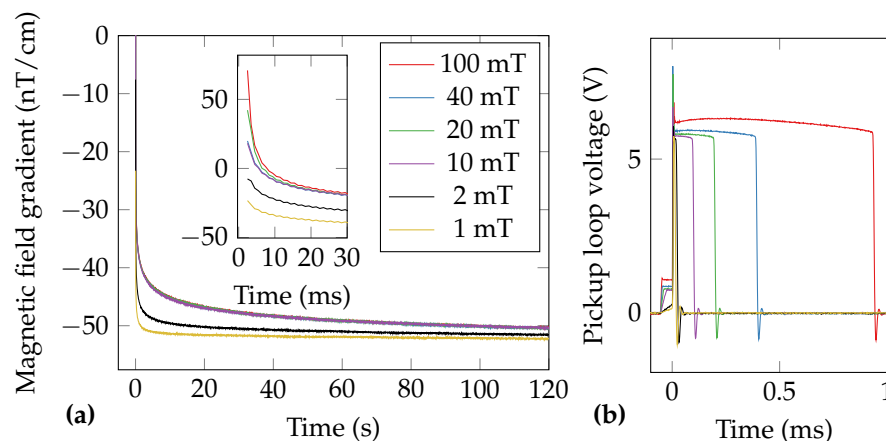 Magnetic field gradient (nT/cm)
0
−10
−20
−30
−40
−50
0
20
40
60
80
100
120
Time (s)
(a)
50
0
−50
0
10
20
30
Time (ms)
100 mT
40 mT
20 mT
10 mT
2 mT
1 mT
Pickup loop voltage (V)
5
0
0
0.5
1
Time (ms)
(b)